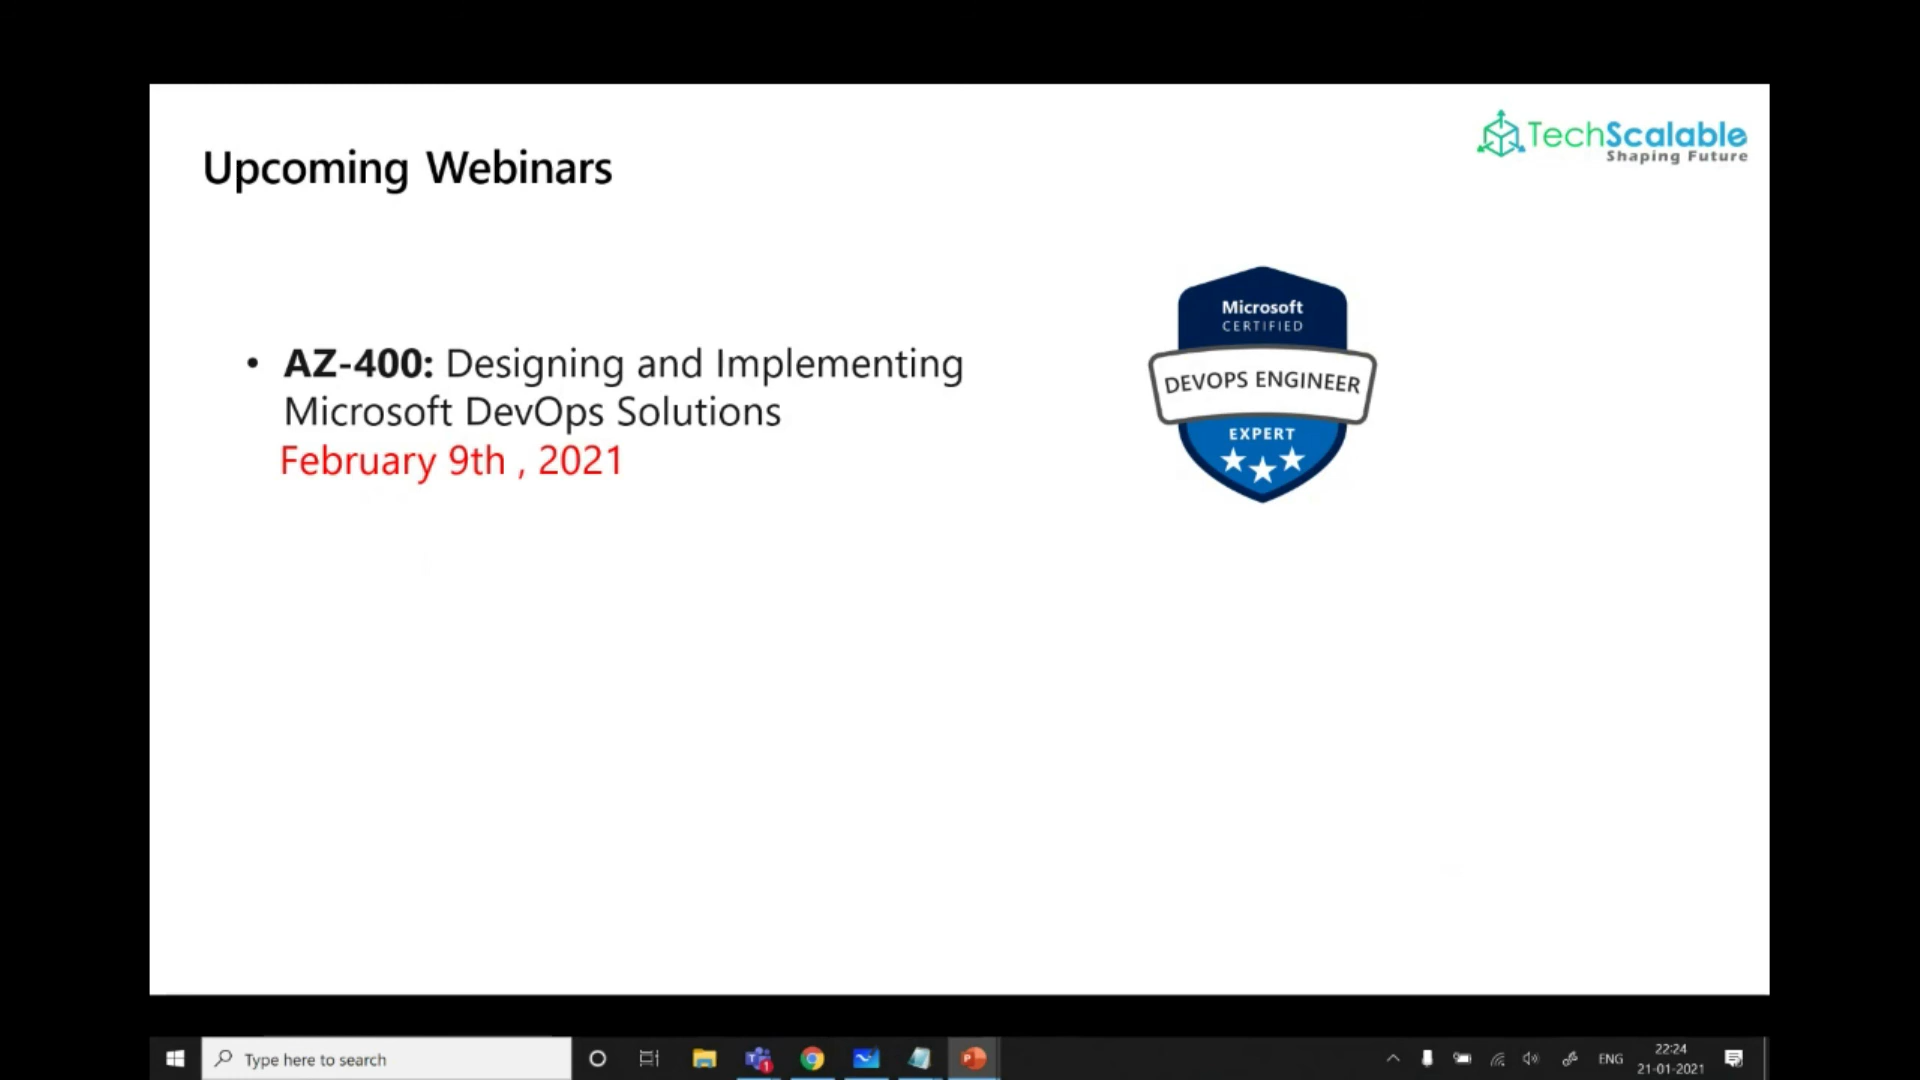 TechScalable
Shaping Future
Upcoming Webinars
Microsoft
CERTIFIED
DEVOPS ENGINEER
EXPERT
• AZ-400: Designing and Implementing
Microsoft DevOps Solutions
February 9th , 2021
Type here to search
1
ENG
22:24
21-01-2021